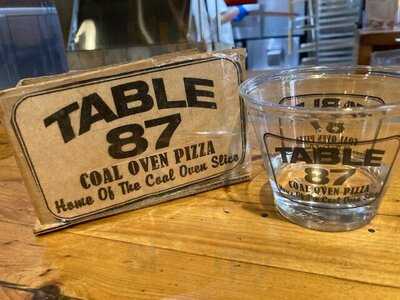 TABLE
87
COAL OVEN PIZZA
Home Of The Coal Oven Slice
TABLE
87
COAL OVEN PIZZA